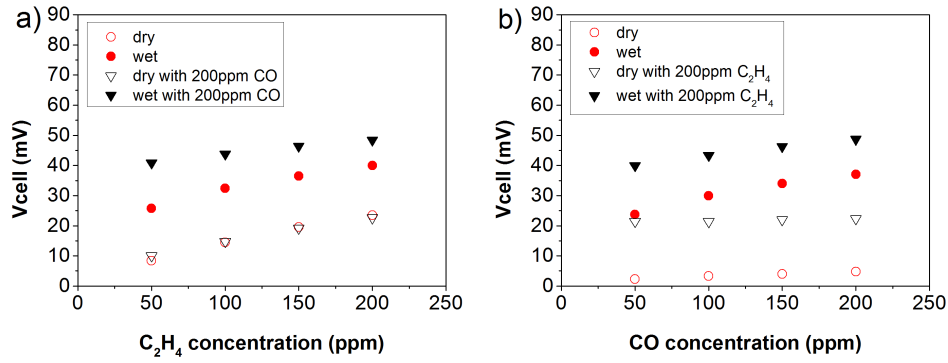 a)
90
80
70
60
50
40
30
20
10
0
Vcell (mV)
dry
wet
dry with 200ppm CO
wet with 200ppm CO
0 50 100 150 200 250
C₂H₄ concentration (ppm)
b)
90
80
70
60
50
40
30
20
10
0
Vcell (mV)
dry
wet
dry with 200ppm C₂H₄
wet with 200ppm C₂H₄
0 50 100 150 200 250
CO concentration (ppm)